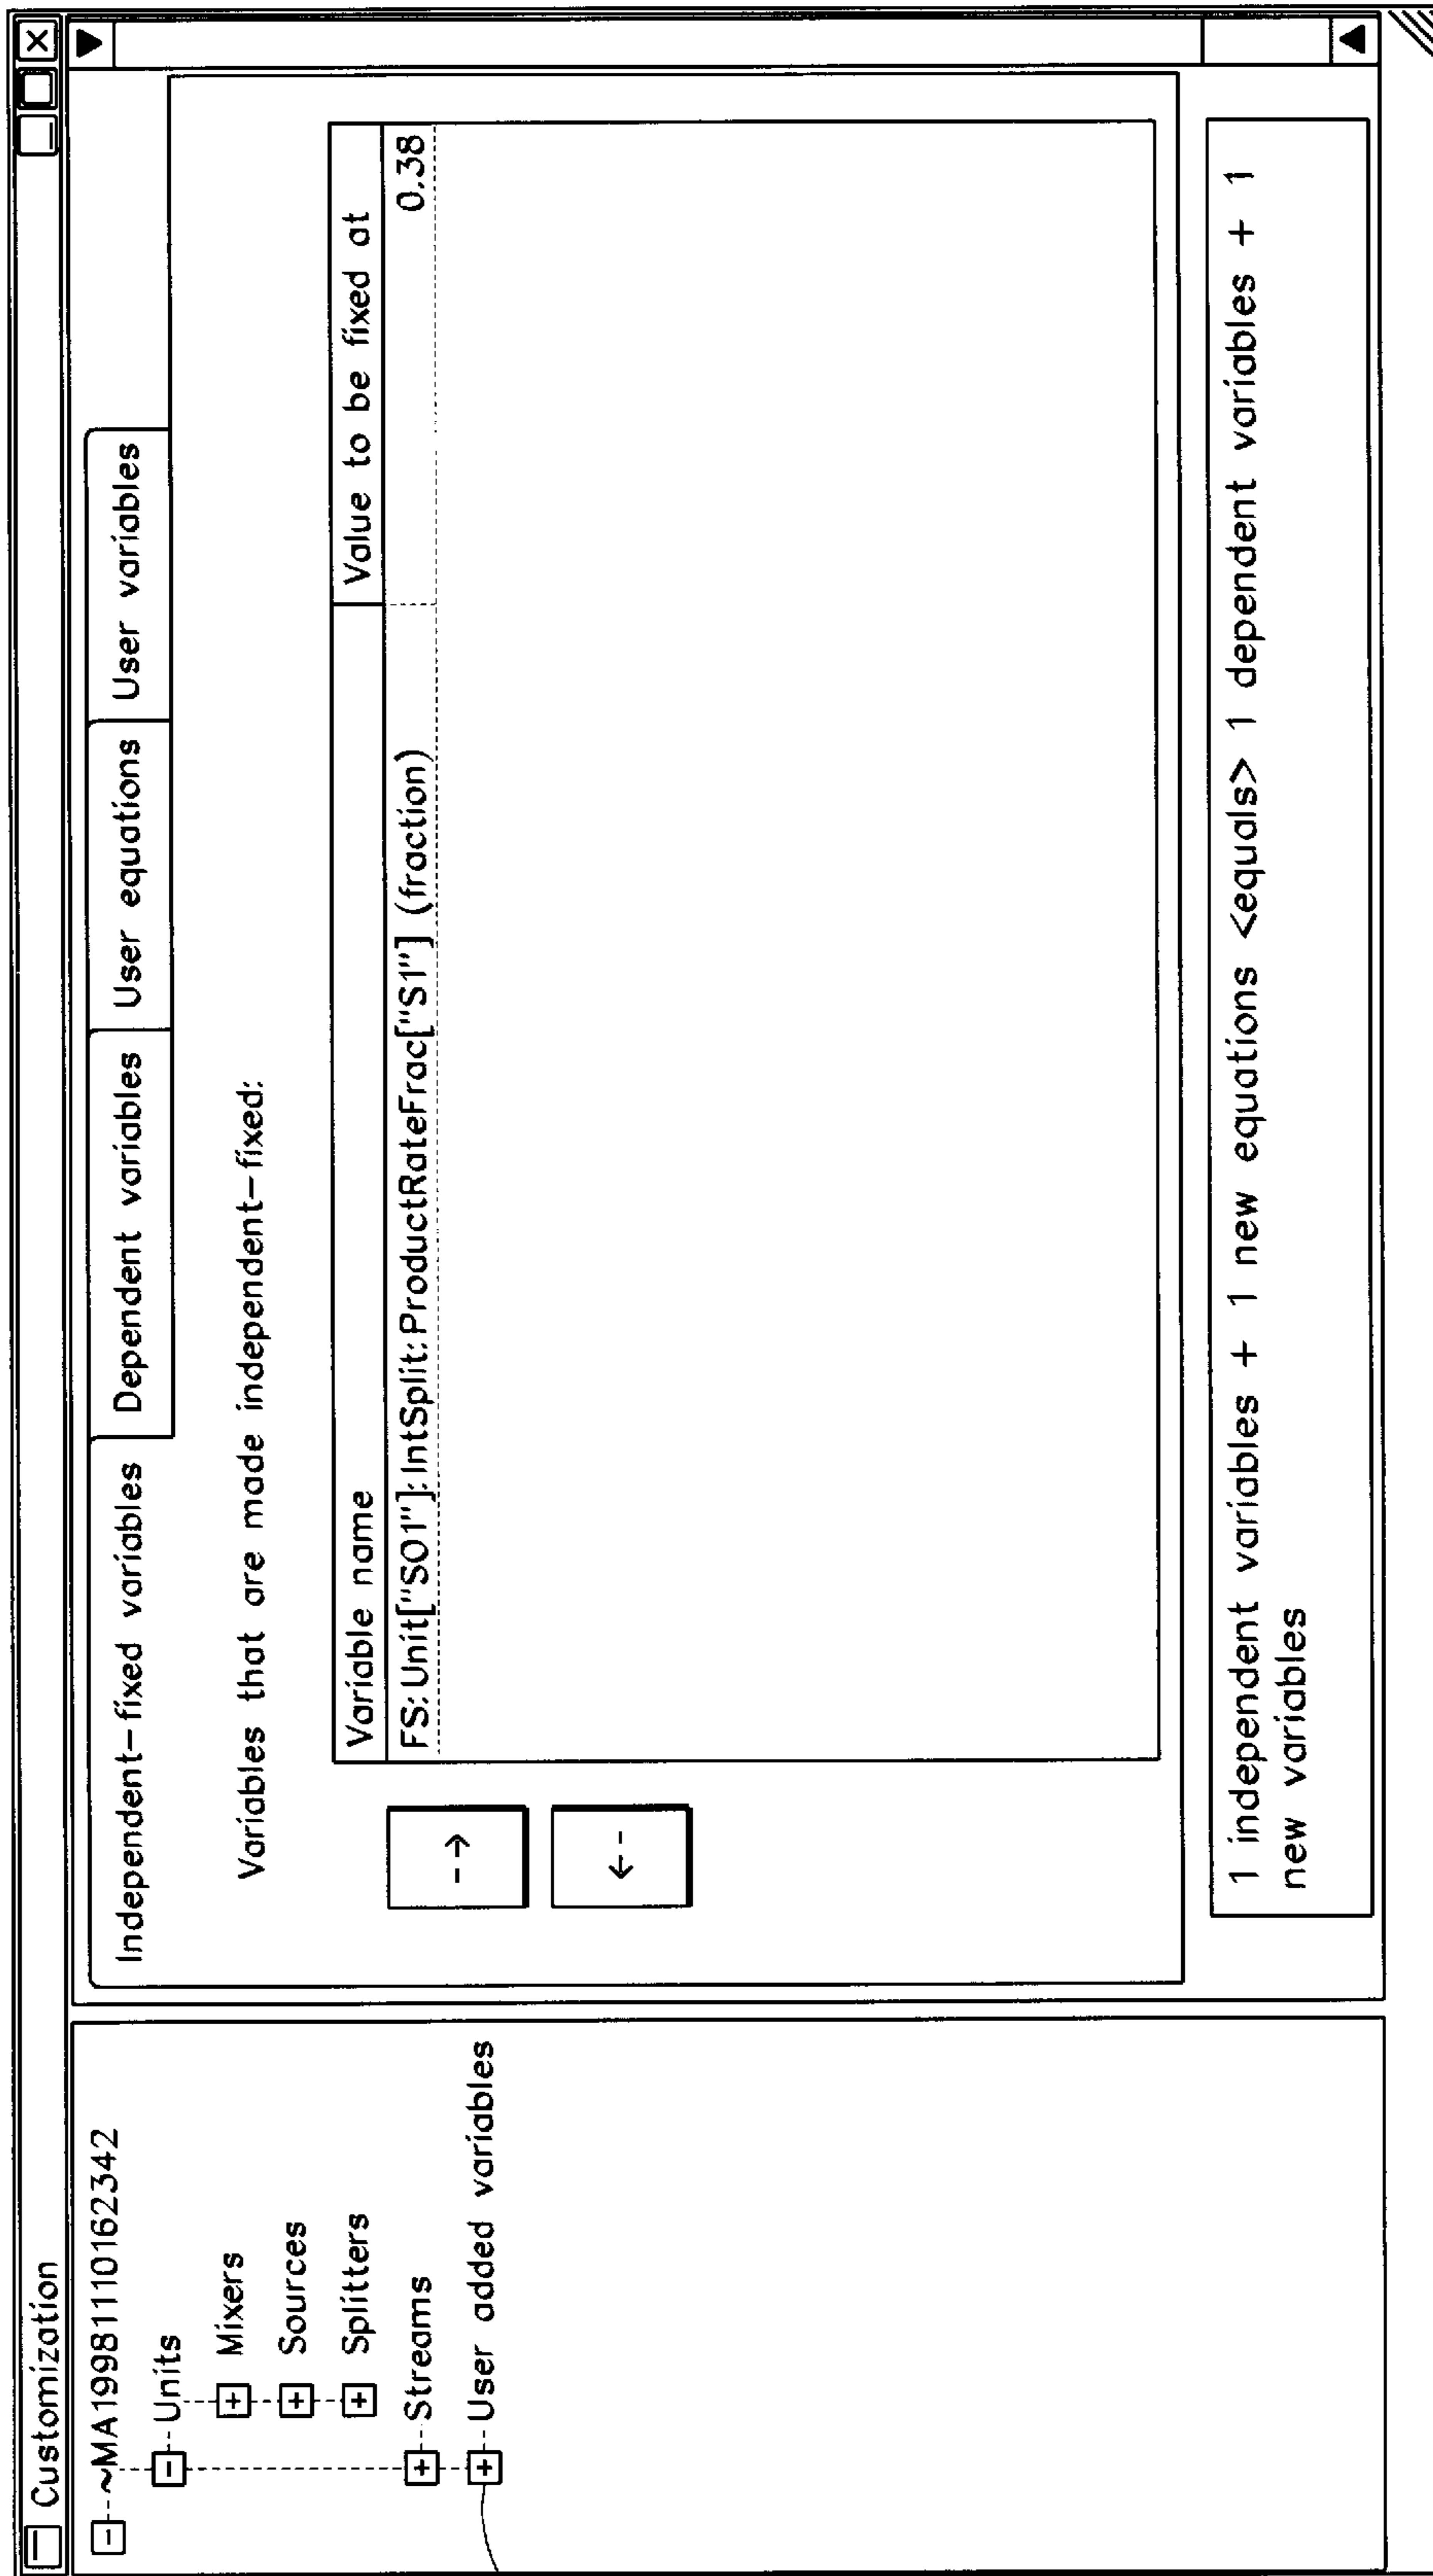 Customization
~MA19981110162342
Units
Mixers
Sources
Splitters
Streams
User added variables
Independent-fixed variables
Dependent variables
User equations
User variables
Variables that are made independent-fixed:
Variable name
Value to be fixed at
FS:Unit["SO1"]:IntSplit:ProductRateFrac["S1"] (fraction)
0.38
1 independent variables + 1 new equations <equals> 1 dependent variables + 1
new variables